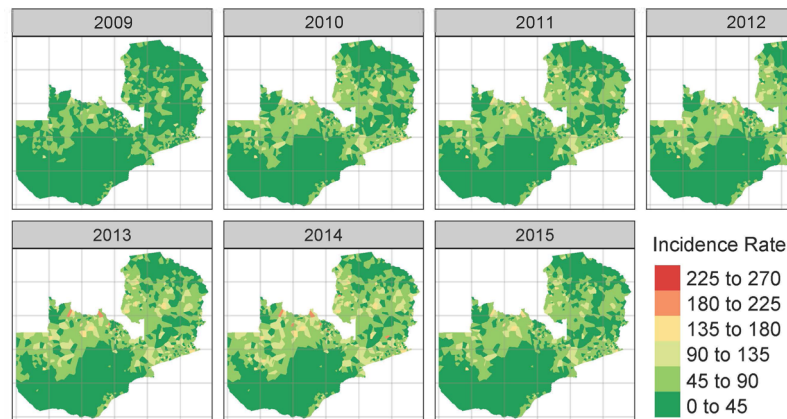 2009
2010
2011
2012
2013
2014
2015
Incidence Rate
225 to 270
180 to 225
135 to 180
90 to 135
45 to 90
0 to 45